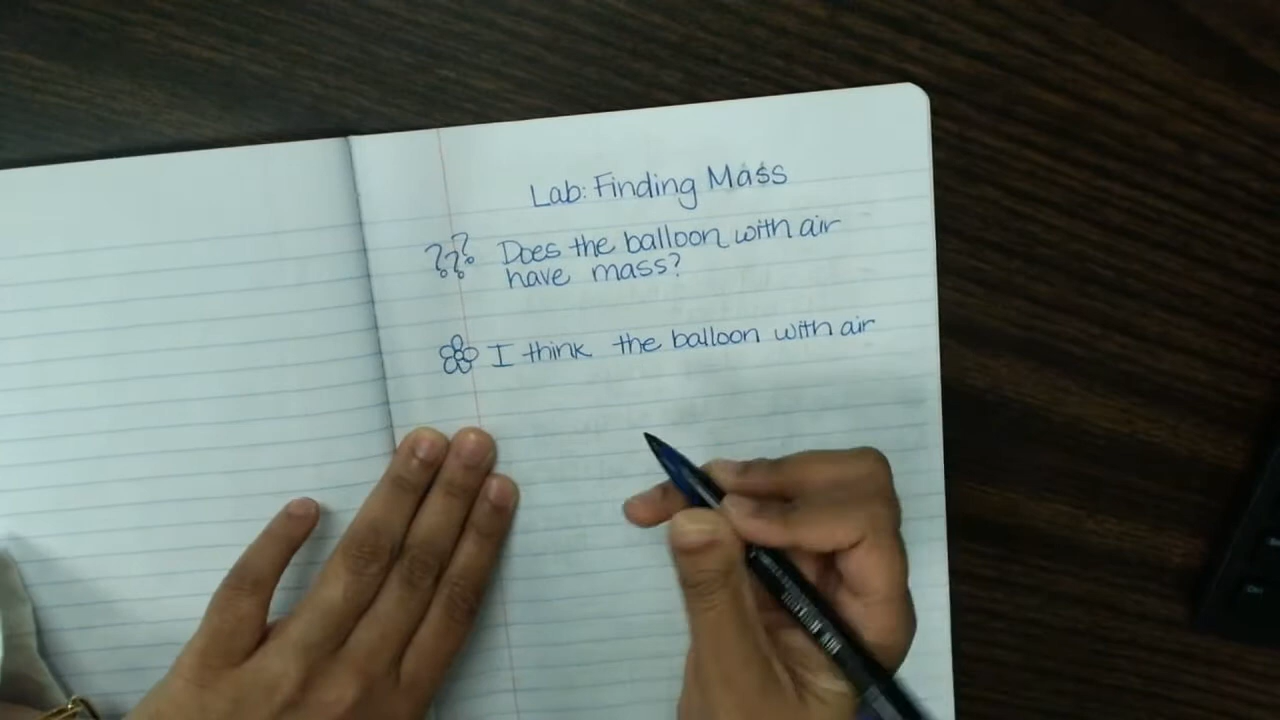 Lab: Finding Mass
??? Does the balloon with air
have mass?
I think the balloon with air